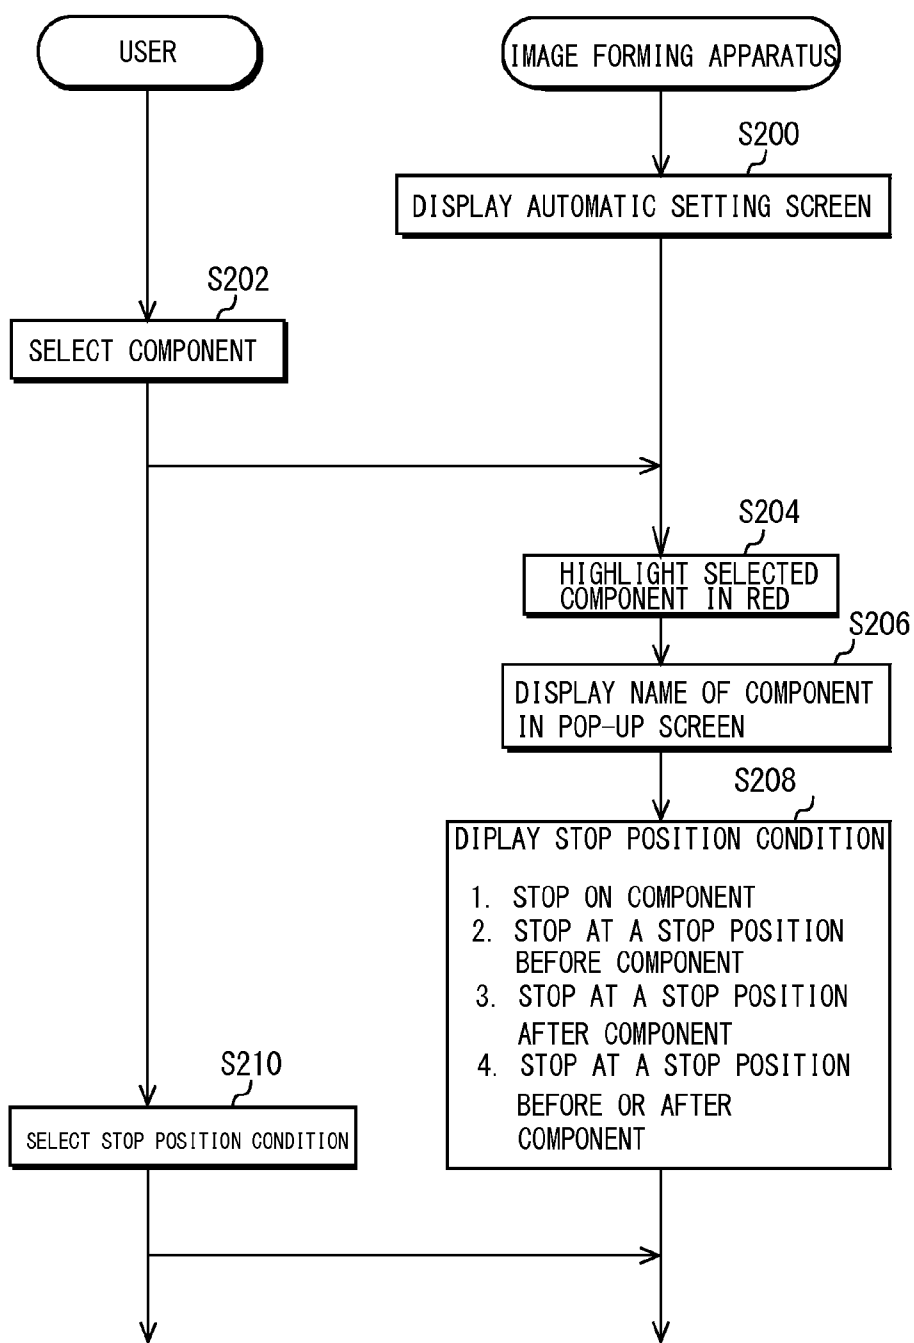 USER
IMAGE FORMING APPARATUS
S200
DISPLAY AUTOMATIC SETTING SCREEN
S202
SELECT COMPONENT
S204
HIGHLIGHT SELECTED
COMPONENT IN RED
S206
DISPLAY NAME OF COMPONENT
IN POP-UP SCREEN
S208
DIPLAY STOP POSITION CONDITION
1. STOP ON COMPONENT
2. STOP AT A STOP POSITION
BEFORE COMPONENT
3. STOP AT A STOP POSITION
AFTER COMPONENT
4. STOP AT A STOP POSITION
BEFORE OR AFTER
COMPONENT
S210
SELECT STOP POSITION CONDITION